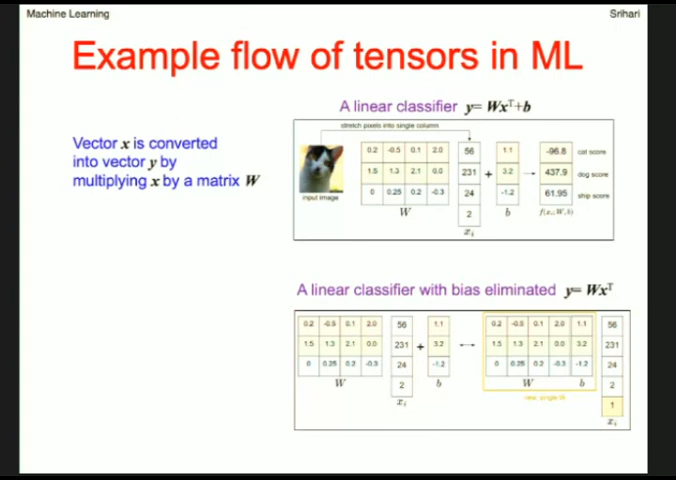 Machine Learning
Srihari
Example flow of tensors in ML
A linear classifier y= Wxᵀ+b
Vector x is converted
into vector y by
multiplying x by a matrix W
stretch pixels into single column
0.2 -0.5 0.1 2.0 56 1.1 -96.8 cat score
1.5 1.3 2.1 0.0 231 + 3.2 → 437.9 dog score
0 0.25 0.2 -0.3 24 -1.2 61.95 ship score
input image
W 2 b f(xᵢ; W, b)
xᵢ
A linear classifier with bias eliminated y= Wxᵀ
0.2 -0.5 0.1 2.0 56 1.1 0.2 -0.5 0.1 2.0 1.1 56
1.5 1.3 2.1 0.0 231 + 3.2 ↔ 1.5 1.3 2.1 0.0 3.2 231
0 0.25 0.2 -0.3 24 -1.2 0 0.25 0.2 -0.3 -1.2 24
W 2 b W b 2
xᵢ new, single W 1
xᵢ